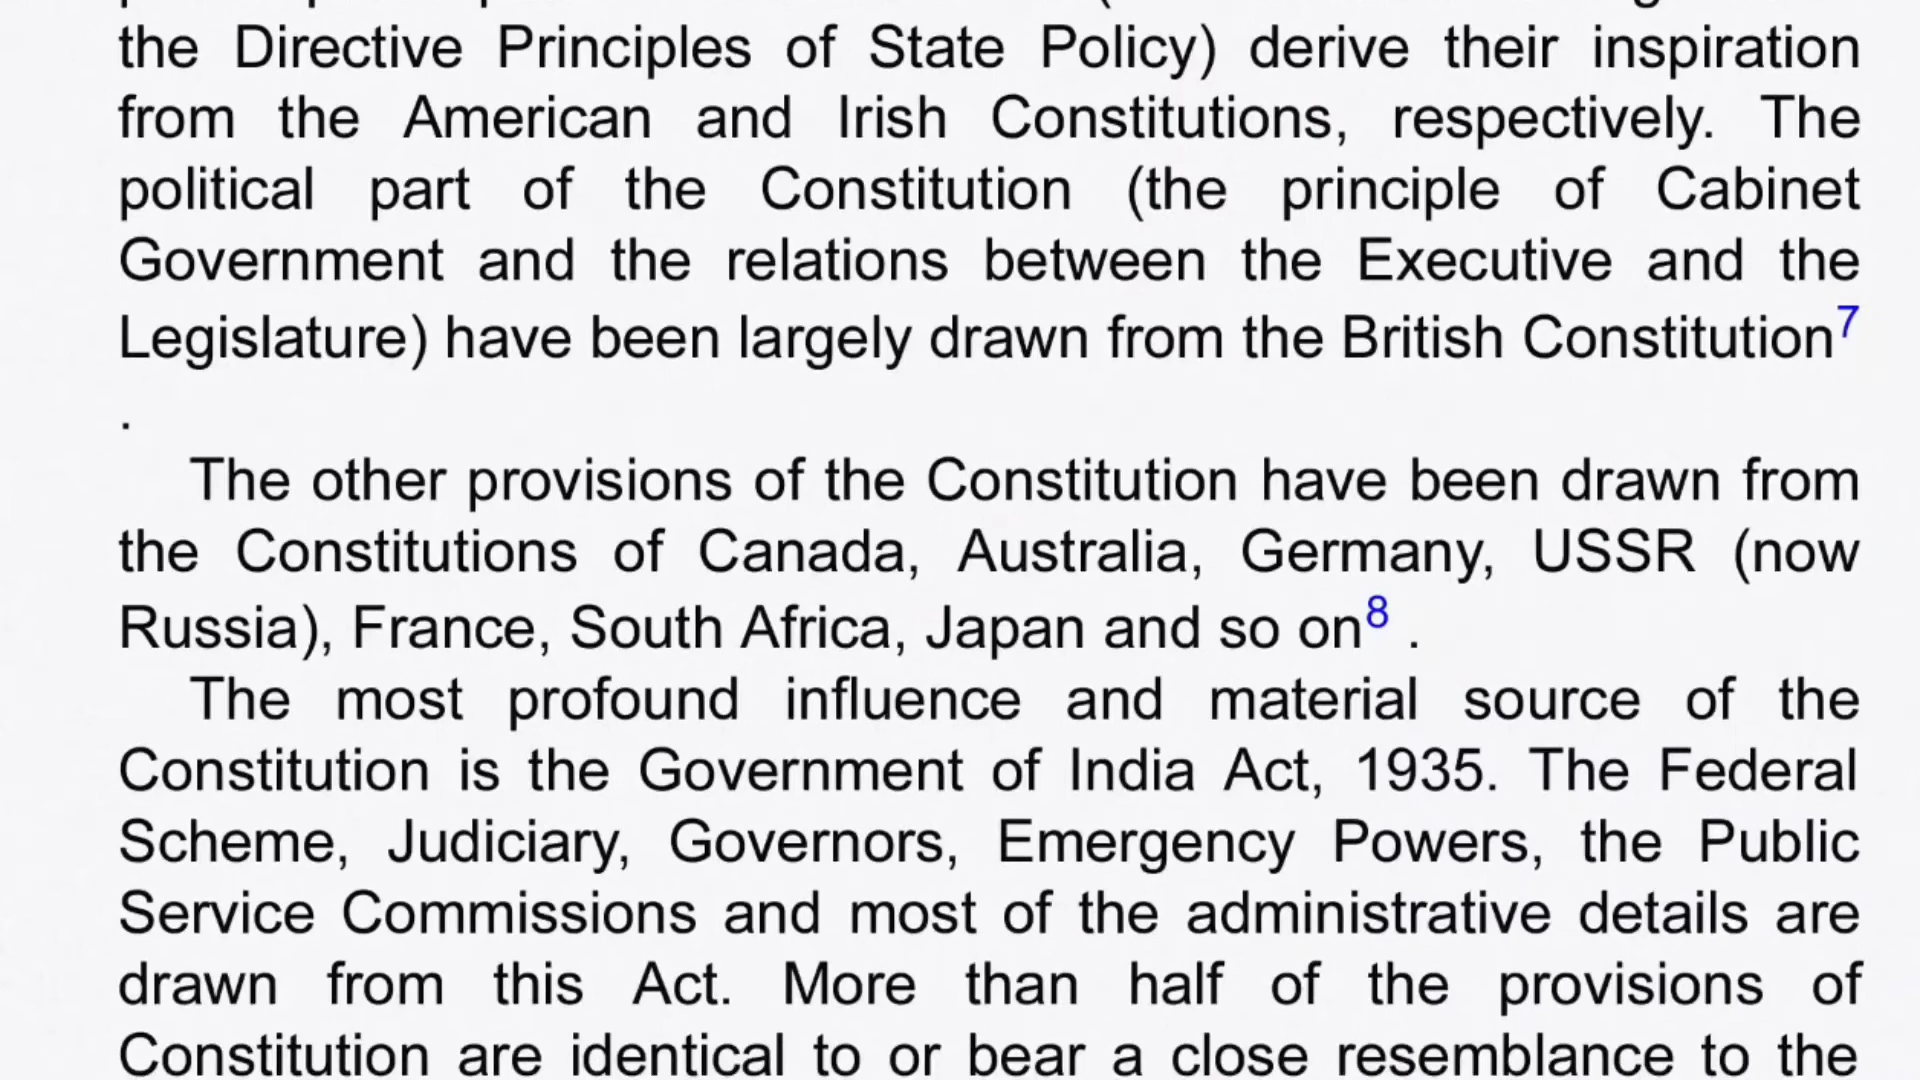 the Directive Principles of State Policy) derive their inspiration
from the American and Irish Constitutions, respectively. The
political part of the Constitution (the principle of Cabinet
Government and the relations between the Executive and the
Legislature) have been largely drawn from the British Constitution7
.
The other provisions of the Constitution have been drawn from
the Constitutions of Canada, Australia, Germany, USSR (now
Russia), France, South Africa, Japan and so on8 .
The most profound influence and material source of the
Constitution is the Government of India Act, 1935. The Federal
Scheme, Judiciary, Governors, Emergency Powers, the Public
Service Commissions and most of the administrative details are
drawn from this Act. More than half of the provisions of
Constitution are identical to or bear a close resemblance to the